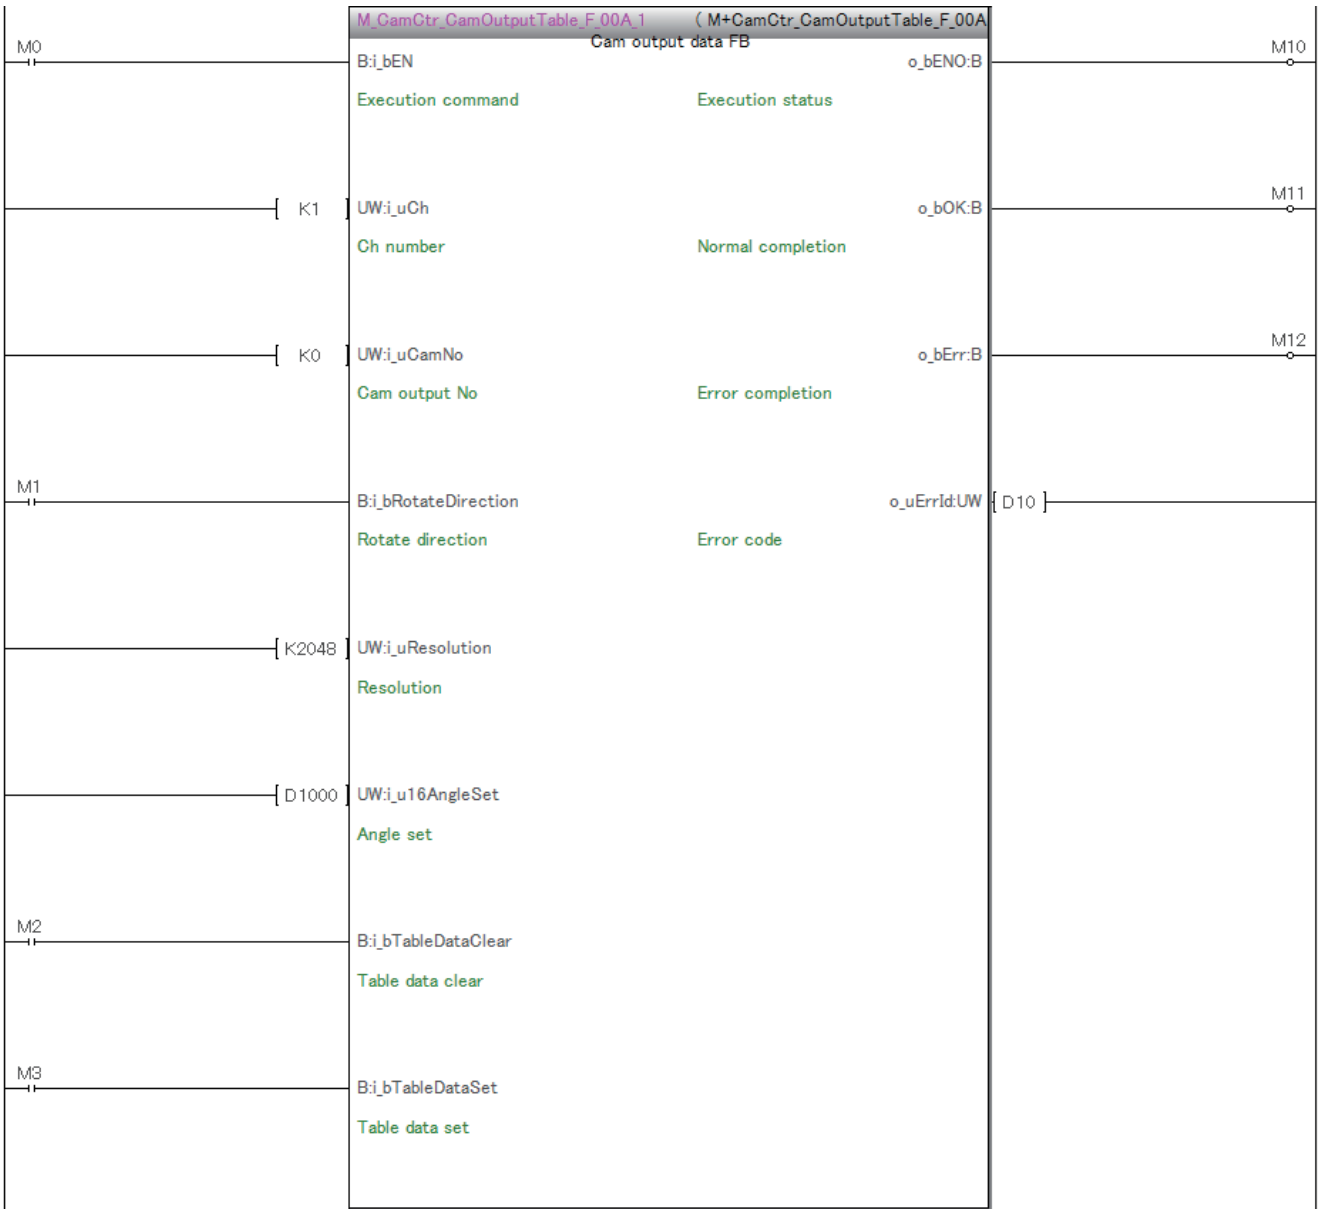 M_CamCtr_CamOutputTable_F_00A_1 ( M+CamCtr_CamOutputTable_F_00A
Cam output data FB
M0 B:i_bEN o_bENO:B M10
Execution command Execution status
[ K1 ] UW:i_uCh o_bOK:B M11
Ch number Normal completion
[ K0 ] UW:i_uCamNo o_bErr:B M12
Cam output No Error completion
M1 B:i_bRotateDirection o_uErrId:UW [ D10 ]
Rotate direction Error code
[ K2048 ] UW:i_uResolution
Resolution
[ D1000 ] UW:i_u16AngleSet
Angle set
M2 B:i_bTableDataClear
Table data clear
M3 B:i_bTableDataSet
Table data set